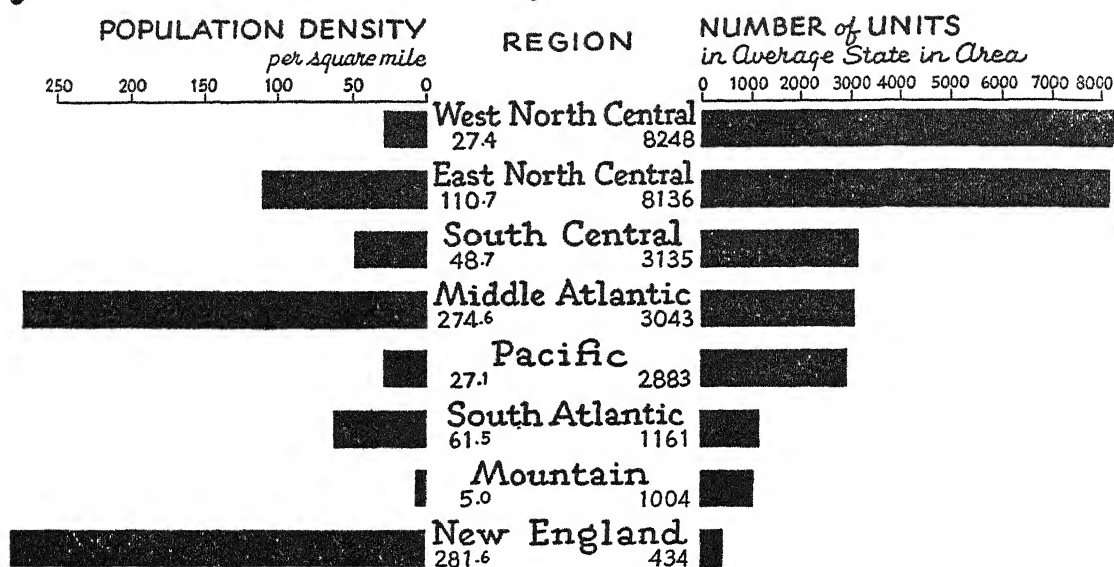 POPULATION DENSITY
per square mile
REGION
NUMBER of UNITS
in Average State in Area
250 200 150 100 50 0
0 1000 2000 3000 4000 5000 6000 7000 8000
West North Central
27.4 8248
East North Central
110.7 8136
South Central
48.7 3135
Middle Atlantic
274.6 3043
Pacific
27.1 2883
South Atlantic
61.5 1161
Mountain
5.0 1004
New England
281.6 434